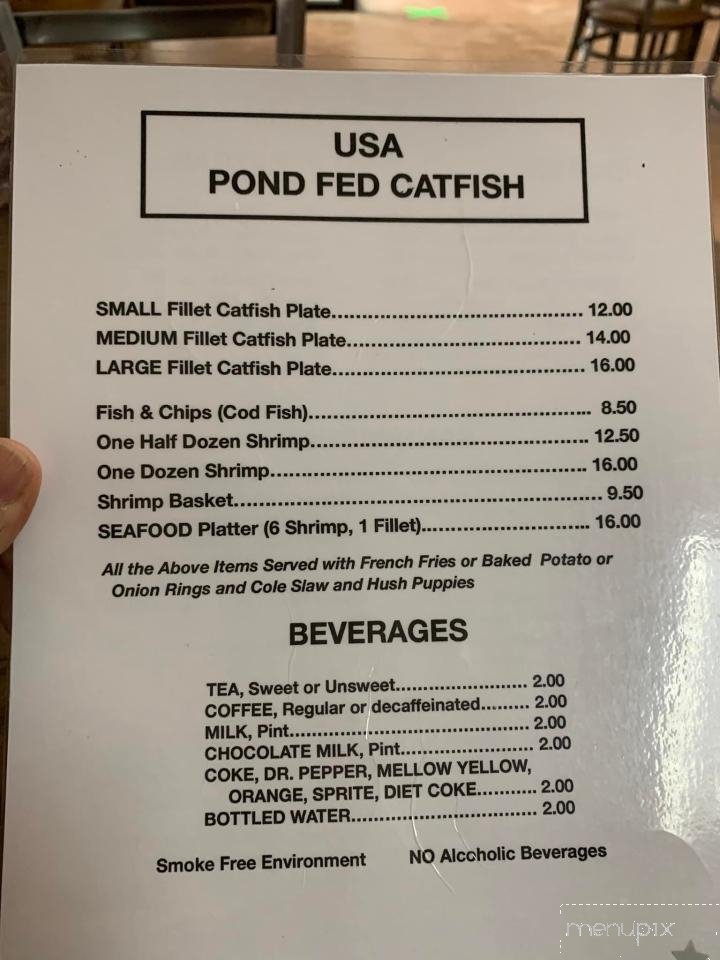 USA
POND FED CATFISH
SMALL Fillet Catfish Plate.......................................... 12.00
MEDIUM Fillet Catfish Plate....................................... 14.00
LARGE Fillet Catfish Plate.......................................... 16.00
Fish & Chips (Cod Fish)............................................... 8.50
One Half Dozen Shrimp.............................................. 12.50
One Dozen Shrimp.................................................... 16.00
Shrimp Basket............................................................. 9.50
SEAFOOD Platter (6 Shrimp, 1 Fillet)............................ 16.00
All the Above Items Served with French Fries or Baked Potato or
Onion Rings and Cole Slaw and Hush Puppies
BEVERAGES
TEA, Sweet or Unsweet....................... 2.00
COFFEE, Regular or decaffeinated......... 2.00
MILK, Pint............................................. 2.00
CHOCOLATE MILK, Pint....................... 2.00
COKE, DR. PEPPER, MELLOW YELLOW,
ORANGE, SPRITE, DIET COKE........... 2.00
BOTTLED WATER................................ 2.00
Smoke Free Environment NO Alcoholic Beverages
menupix